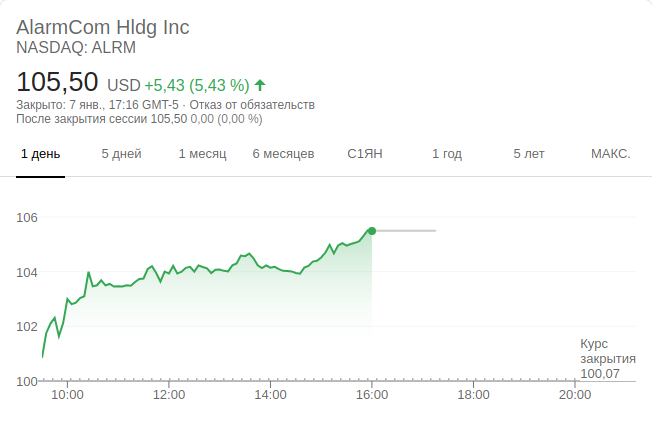 AlarmCom Hldg Inc
NASDAQ: ALRM
105,50 USD +5,43 (5,43 %)
Закрыто: 7 янв., 17:16 GMT-5 · Отказ от обязательств
После закрытия сессии 105,50 0,00 (0,00 %)
1 день 5 дней 1 месяц 6 месяцев С1ЯН 1 год 5 лет МАКС.
106
104
102
Курс
закрытия
100,07
100
10:00 12:00 14:00 16:00 18:00 20:00